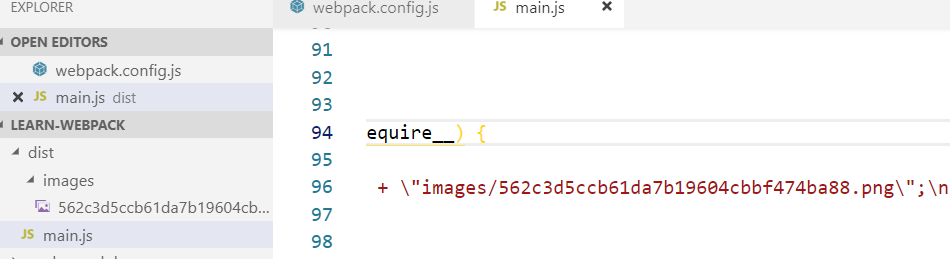 EXPLORER
OPEN EDITORS
webpack.config.js
JS main.js dist
LEARN-WEBPACK
dist
images
562c3d5ccb61da7b19604cb...
JS main.js
webpack.config.js
JS main.js
91
92
93
94 equire__) {
95
96 + \"images/562c3d5ccb61da7b19604cbbf474ba88.png\";\n
97
98